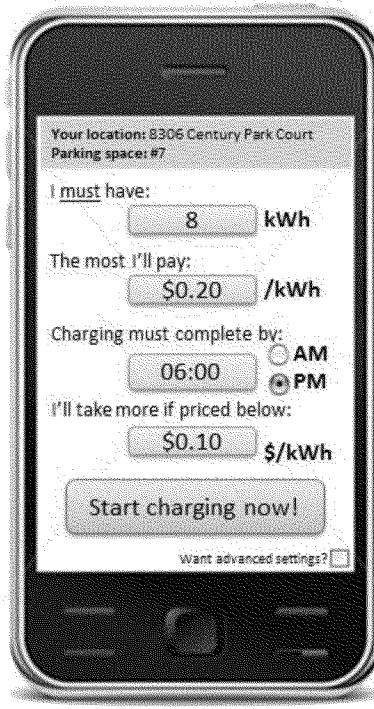 Your location: 8306 Century Park Court
Parking space: #7
I must have:
8 kWh
The most I'll pay:
$0.20 /kWh
Charging must complete by:
AM
06:00
PM
I'll take more if priced below:
$0.10 $/kWh
Start charging now!
Want advanced settings?